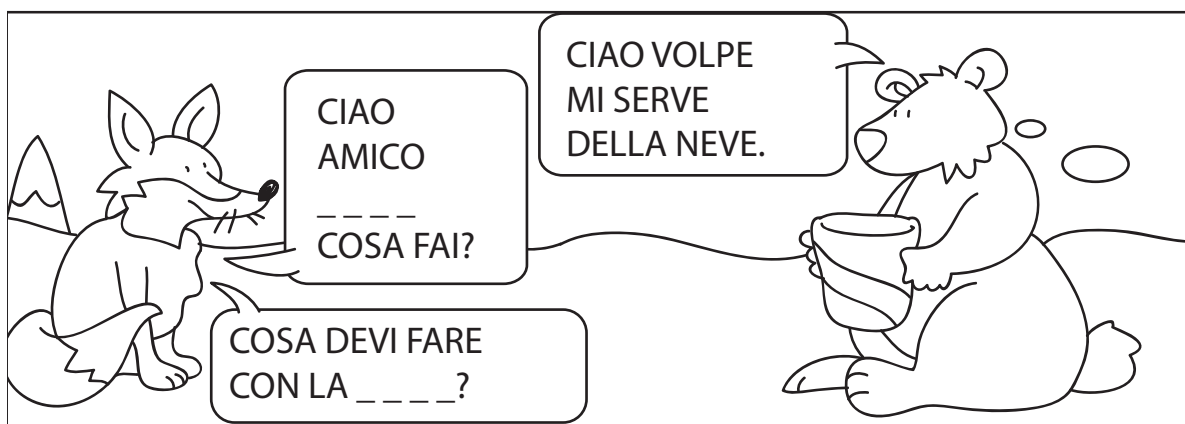 CIAO
AMICO
_ _ _ _
COSA FAI?
CIAO VOLPE
MI SERVE
DELLA NEVE.
COSA DEVI FARE
CON LA _ _ _ _?